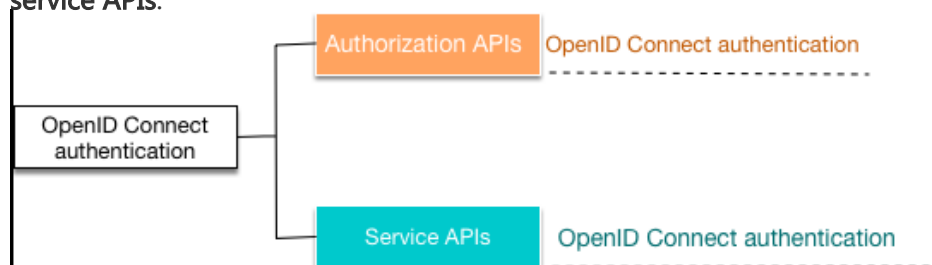 service APIs.
Authorization APIs
OpenID Connect authentication
OpenID Connect
authentication
Service APIs
OpenID Connect authentication